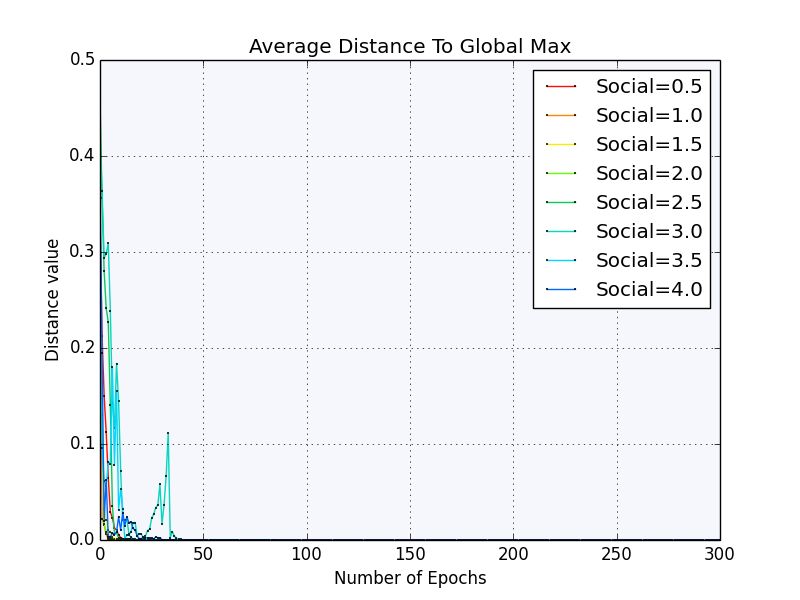 Average Distance To Global Max
0.5
0.4
0.3
0.2
0.1
0.0
Distance value
Social=0.5
Social=1.0
Social=1.5
Social=2.0
Social=2.5
Social=3.0
Social=3.5
Social=4.0
0 50 100 150 200 250 300
Number of Epochs